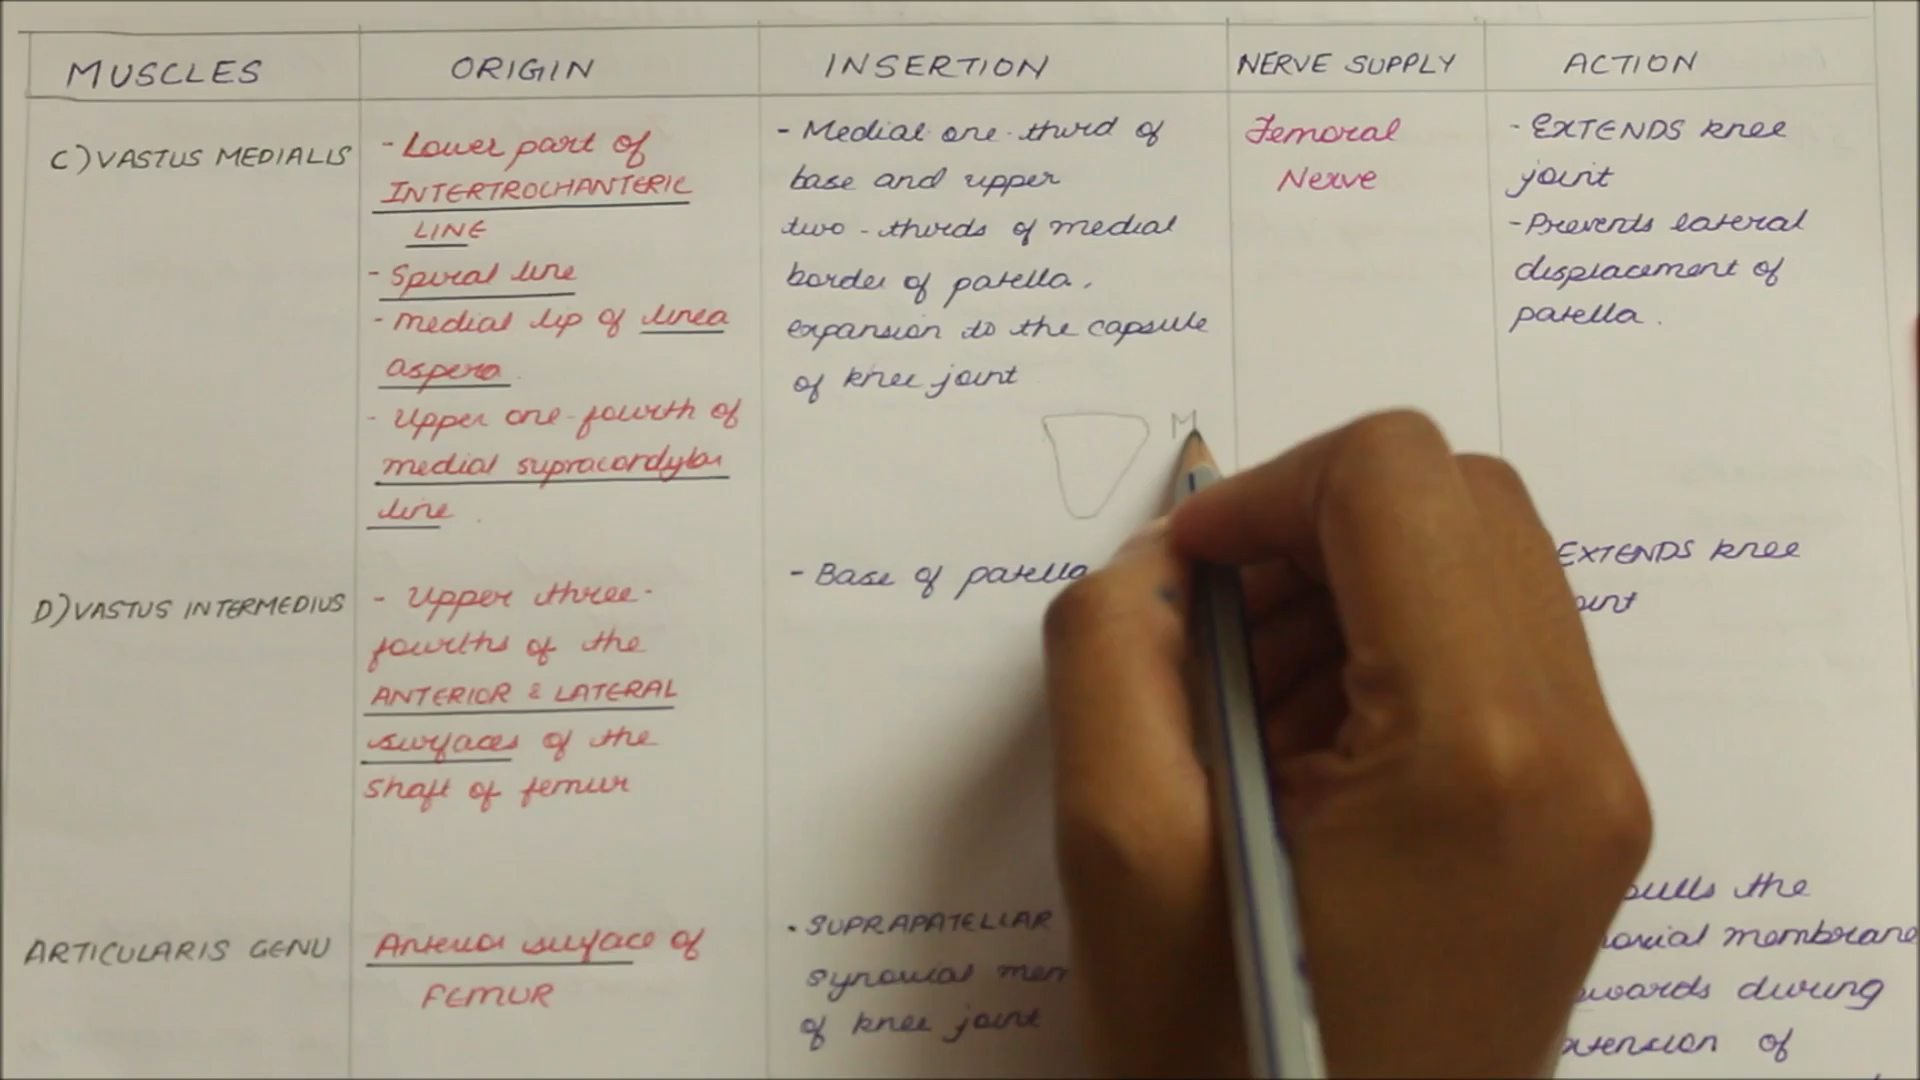 MUSCLES
ORIGIN
INSERTION
NERVE SUPPLY
ACTION
C) VASTUS MEDIALIS
- Lower part of
INTERTROCHANTERIC
LINE
- Spiral line
- medial lip of linea
aspera.
- Upper one-fourth of
medial supracondylar
line.
- Medial one-third of
base and upper
two-thirds of medial
border of patella,
expansion to the capsule
of knee joint
M
Femoral
Nerve
- EXTENDS knee
joint
- Prevents lateral
displacement of
patella.
D) VASTUS INTERMEDIUS
- Upper three-
fourths of the
ANTERIOR & LATERAL
surfaces of the
shaft of femur
- Base of patella
EXTENDS knee
ARTICULARIS GENU
Anterior surface of
FEMUR
• SUPRAPATELLAR
synovial
of knee joint
the
membrane
during
of